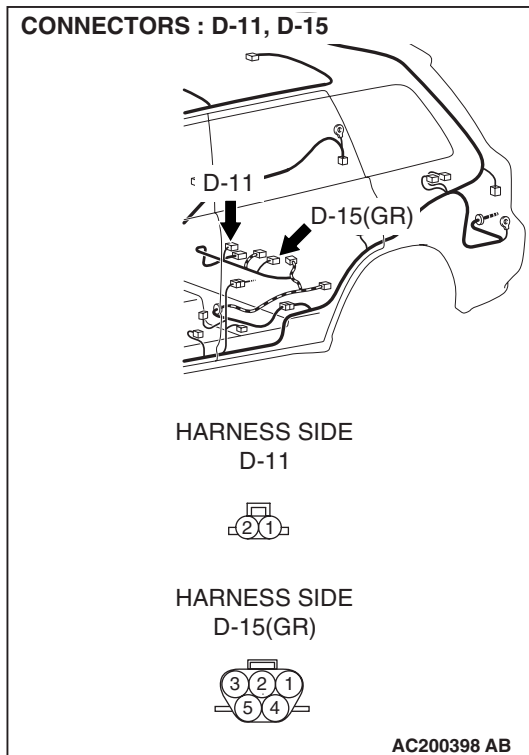 CONNECTORS : D-11, D-15
D-11
D-15(GR)
HARNESS SIDE
D-11
2 1
HARNESS SIDE
D-15(GR)
3 2 1
5 4
AC200398 AB